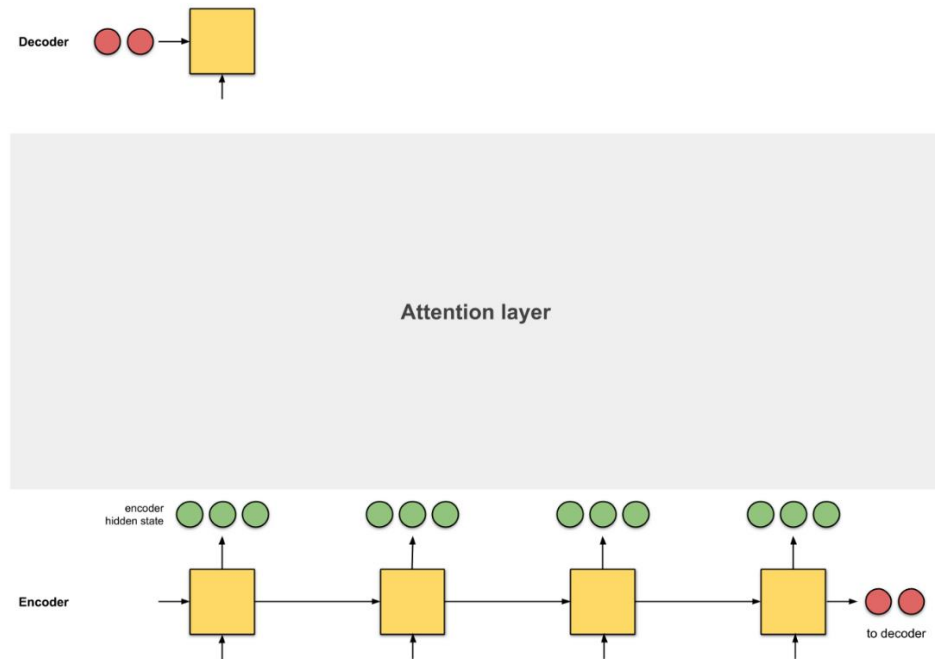 Decoder
Attention layer
encoder
hidden state
Encoder
to decoder